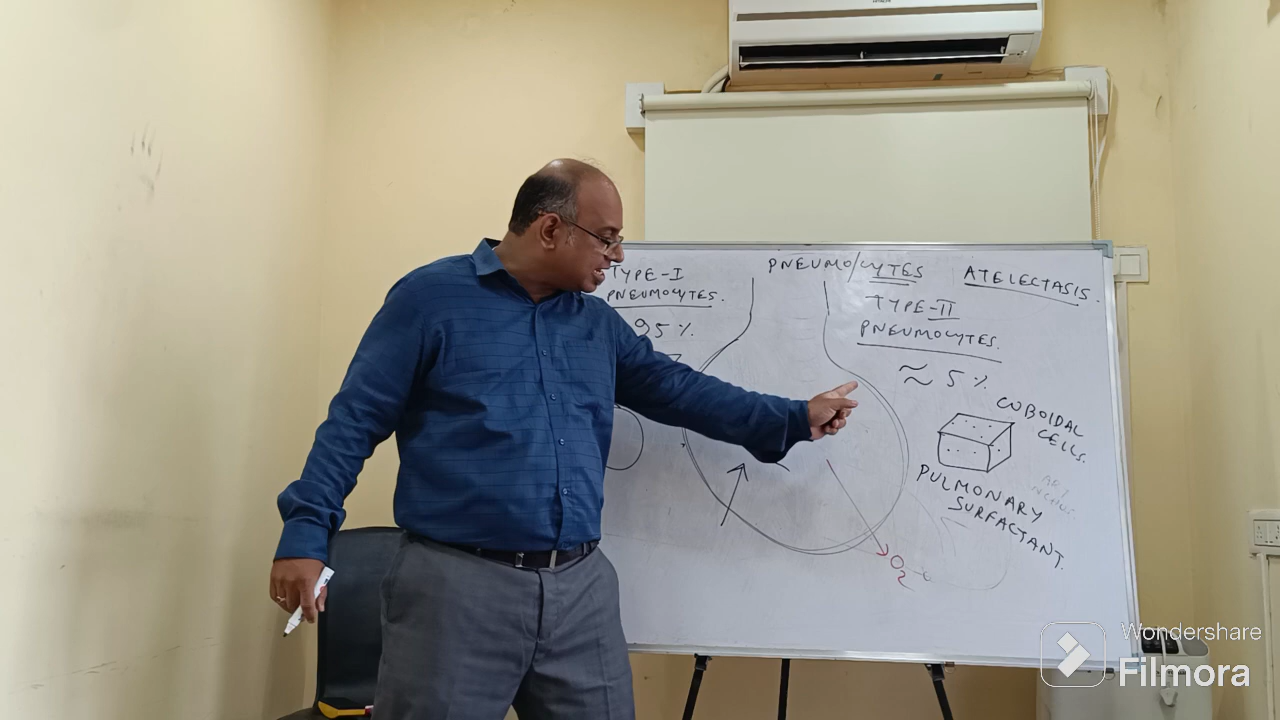 PNEUMOCYTES
ATELECTASIS.
TYPE-I
PNEUMOCYTES.
95 %
TYPE-II
PNEUMOCYTES.
≈ 5 %
CUBOIDAL
CELLS.
PULMONARY
SURFACTANT.
O2
Wondershare
Filmora